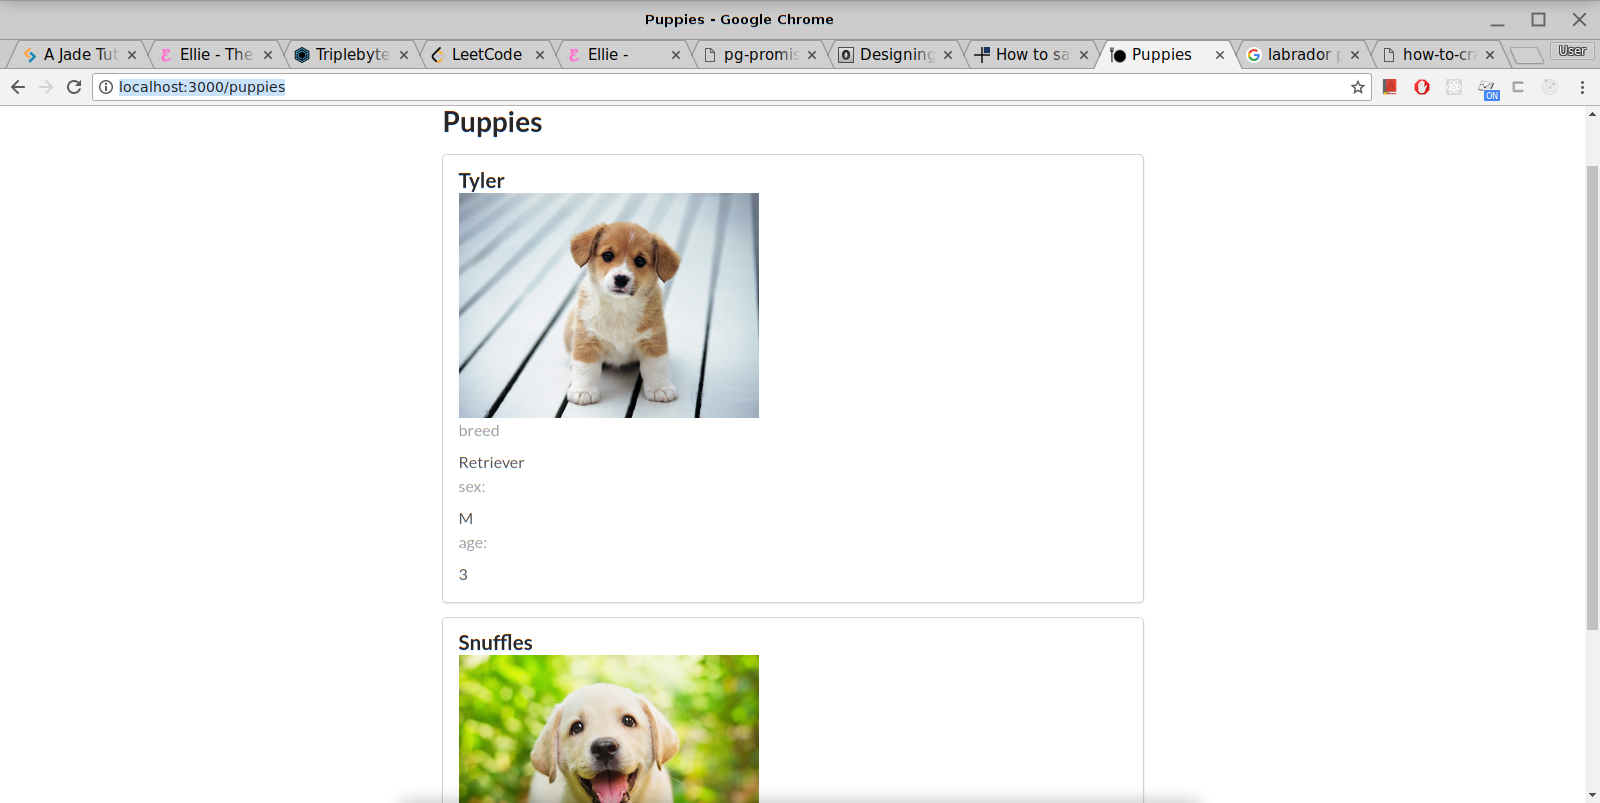 Puppies - Google Chrome
A Jade Tut
Ellie - The
Triplebyte
LeetCode
Ellie -
pg-promis
Designing
How to sa
Puppies
labrador p
how-to-cra
User
localhost:3000/puppies
ON
Puppies
Tyler
breed
Retriever
sex:
M
age:
3
Snuffles